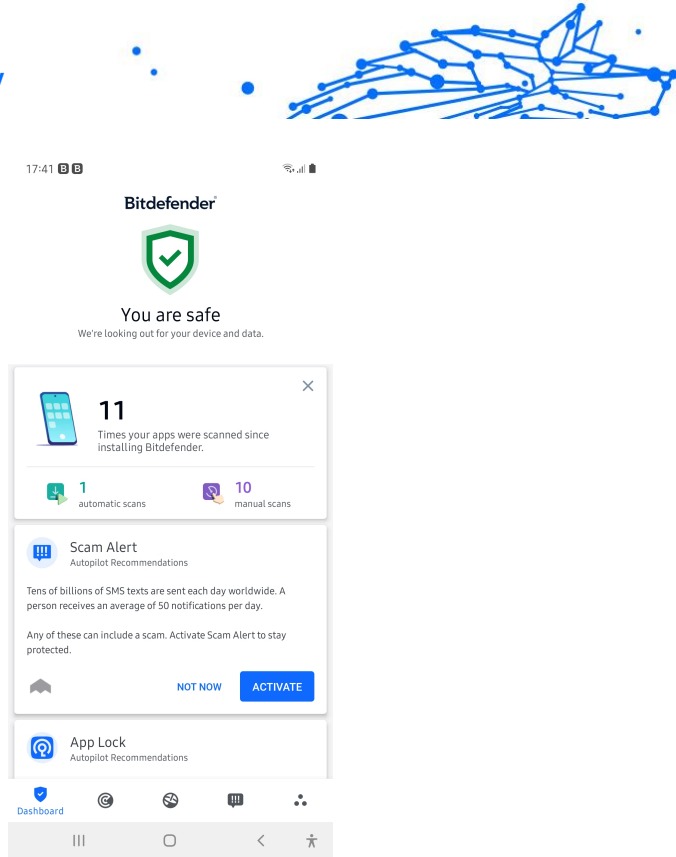 17:41 B B
Bitdefender
You are safe
We're looking out for your device and data.
11
Times your apps were scanned since
installing Bitdefender.
1
automatic scans
10
manual scans
Scam Alert
Autopilot Recommendations
Tens of billions of SMS texts are sent each day worldwide. A
person receives an average of 50 notifications per day.
Any of these can include a scam. Activate Scam Alert to stay
protected.
NOT NOW
ACTIVATE
App Lock
Autopilot Recommendations
Dashboard